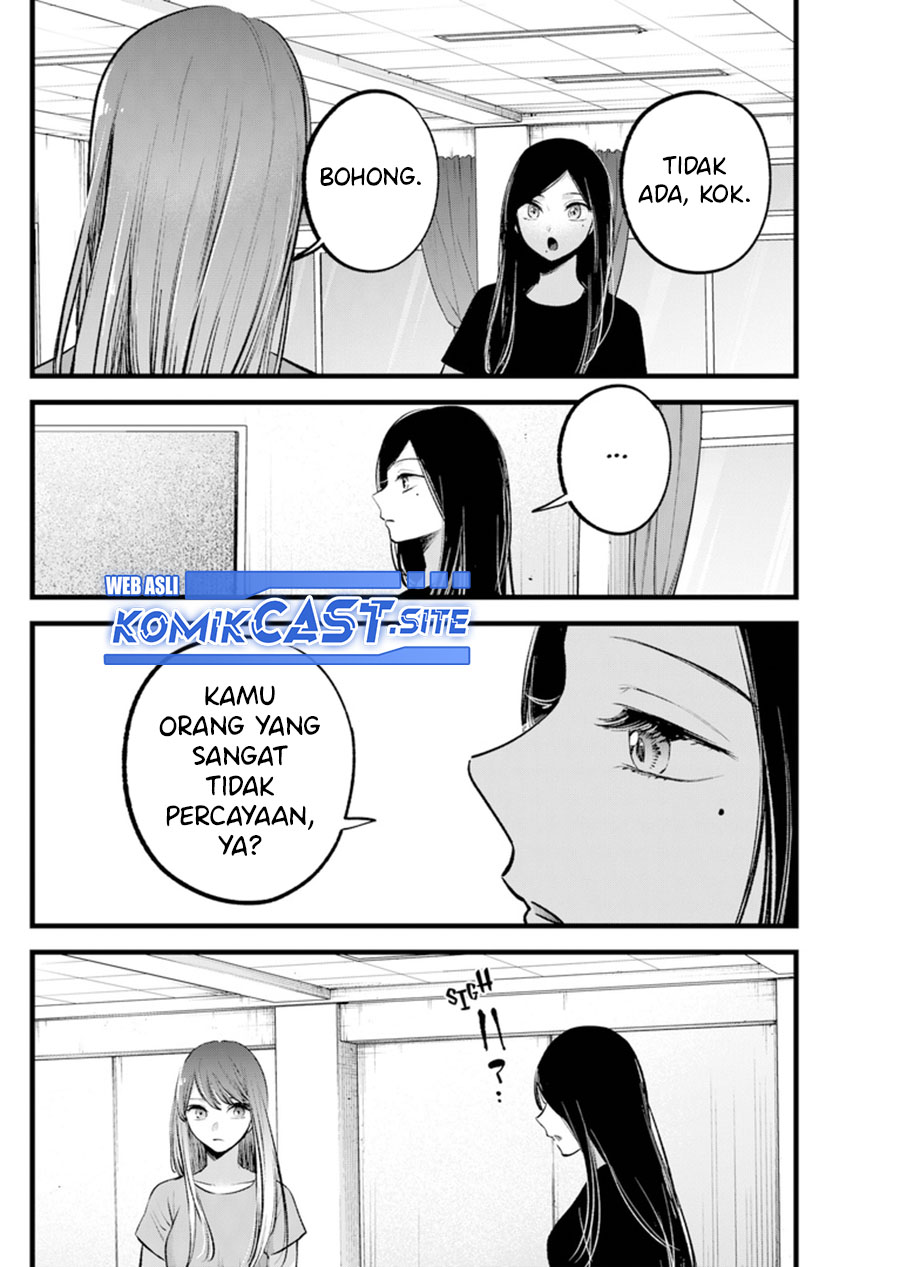 TIDAK
ADA, KOK.
BOHONG.
...
WEB ASLI
KOMIKCAST.SITE
KAMU
ORANG YANG
SANGAT
TIDAK
PERCAYAAN,
YA?
SIGH